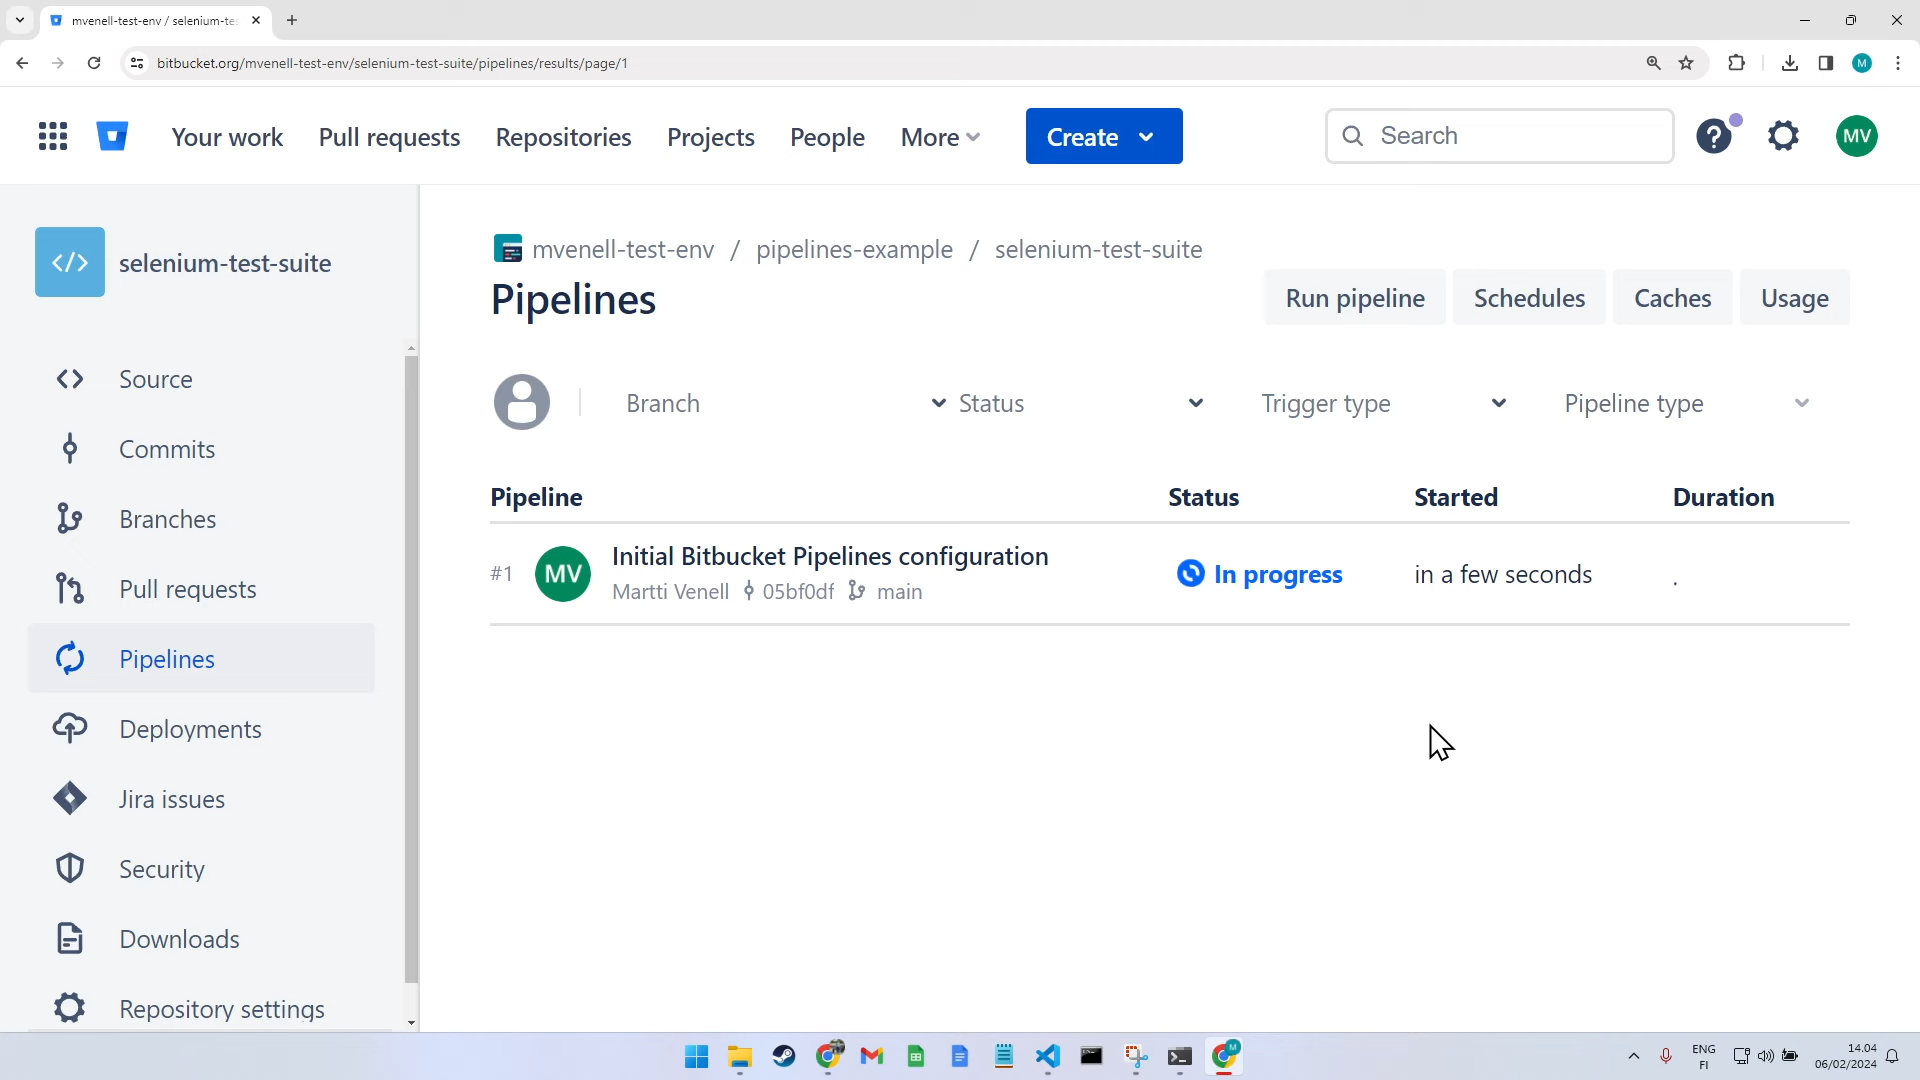 mvenell-test-env / selenium-te
bitbucket.org/mvenell-test-env/selenium-test-suite/pipelines/results/page/1
M
Your work
Pull requests
Repositories
Projects
People
More
Create
Search
?
MV
</> selenium-test-suite
Source
Commits
Branches
Pull requests
Pipelines
Deployments
Jira issues
Security
Downloads
Repository settings
mvenell-test-env / pipelines-example / selenium-test-suite
Pipelines
Run pipeline
Schedules
Caches
Usage
Branch
Status
Trigger type
Pipeline type
Pipeline Status Started Duration
#1 MV Initial Bitbucket Pipelines configuration
Martti Venell 05bf0df main
In progress
in a few seconds
.
M
ENG
FI
14.04
06/02/2024